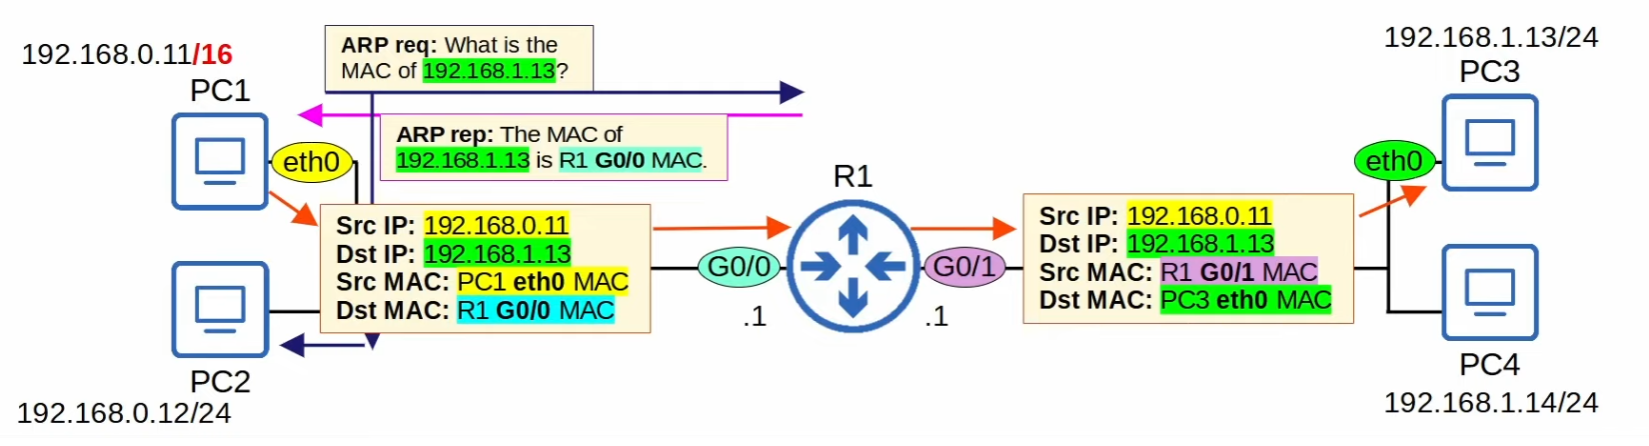 192.168.0.11/16
PC1
ARP req: What is the
MAC of 192.168.1.13?
ARP rep: The MAC of
192.168.1.13 is R1 G0/0 MAC.
eth0
Src IP: 192.168.0.11
Dst IP: 192.168.1.13
Src MAC: PC1 eth0 MAC
Dst MAC: R1 G0/0 MAC
PC2
192.168.0.12/24
R1
G0/0
G0/1
.1
.1
Src IP: 192.168.0.11
Dst IP: 192.168.1.13
Src MAC: R1 G0/1 MAC
Dst MAC: PC3 eth0 MAC
192.168.1.13/24
PC3
eth0
PC4
192.168.1.14/24